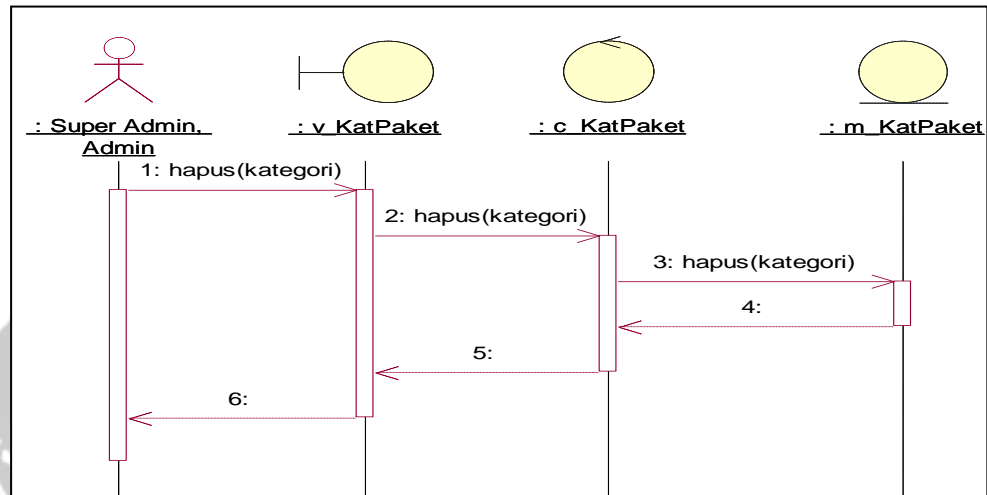 : Super Admin,
Admin
: v_KatPaket
: c_KatPaket
: m_KatPaket
1: hapus(kategori)
2: hapus(kategori)
3: hapus(kategori)
4:
5:
6: